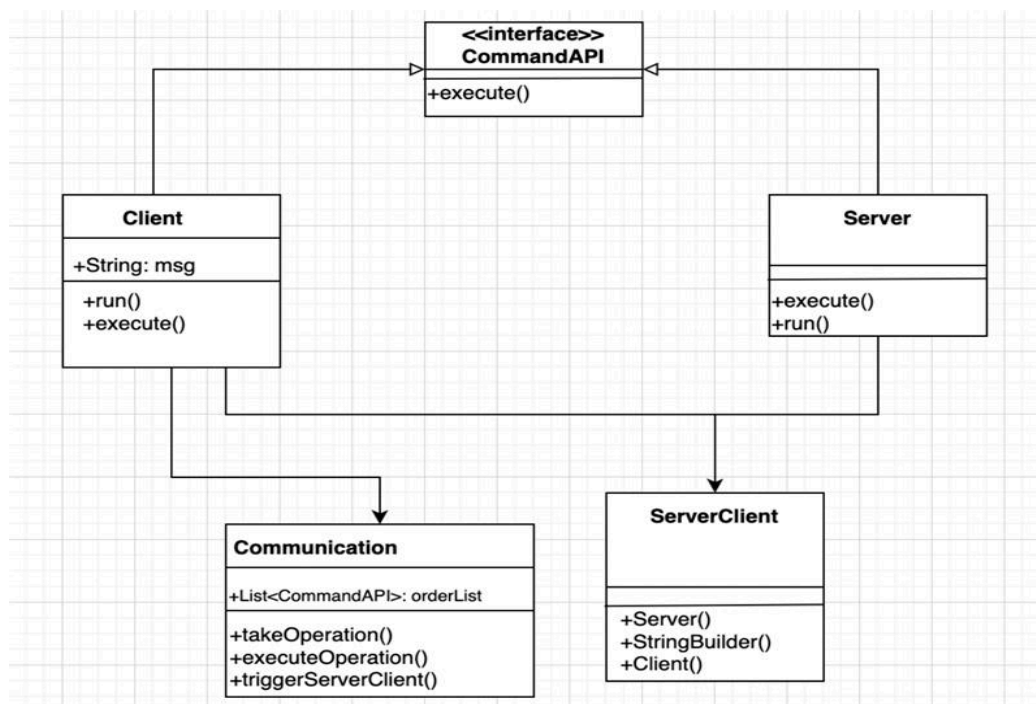 <<interface>>
CommandAPI
+execute()
Client
+String: msg
+run()
+execute()
Server
+execute()
+run()
Communication
+List<CommandAPI>: orderList
+takeOperation()
+executeOperation()
+triggerServerClient()
ServerClient
+Server()
+StringBuilder()
+Client()